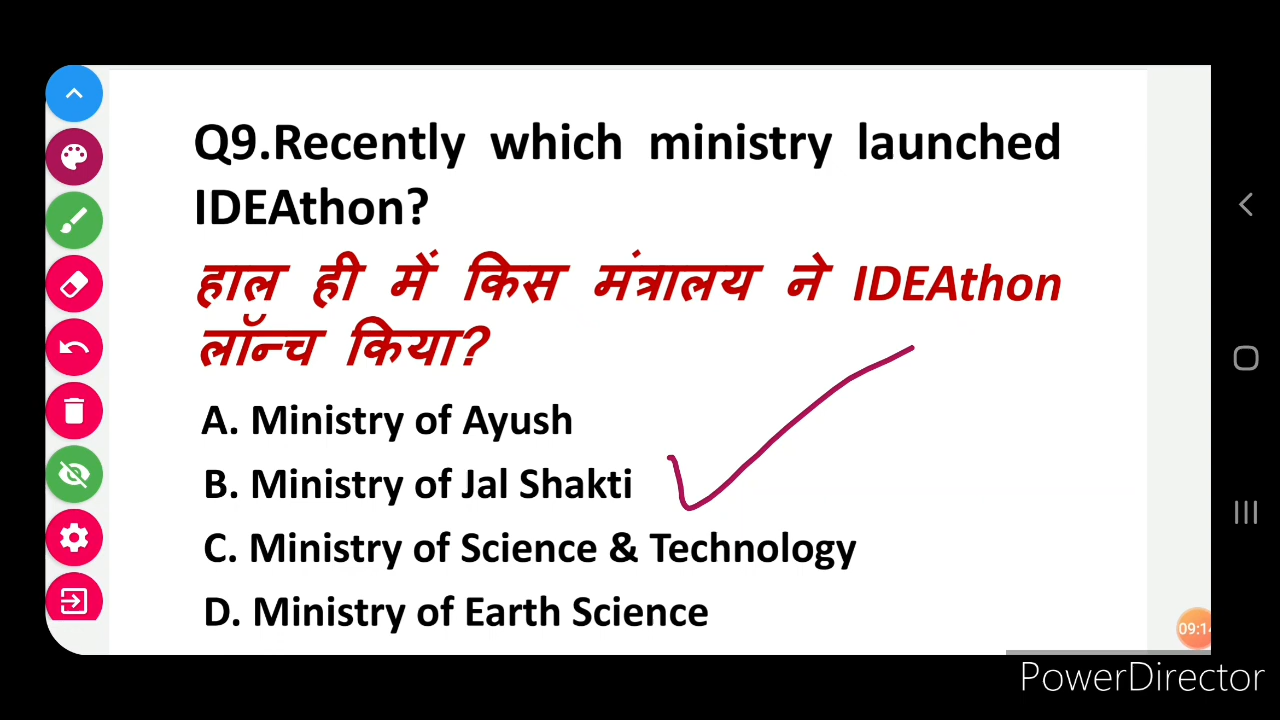 Q9.Recently which ministry launched
IDEAthon?
हाल ही में किस मंत्रालय ने IDEAthon
लॉन्च किया?
A. Ministry of Ayush
B. Ministry of Jal Shakti
C. Ministry of Science & Technology
D. Ministry of Earth Science
PowerDirector